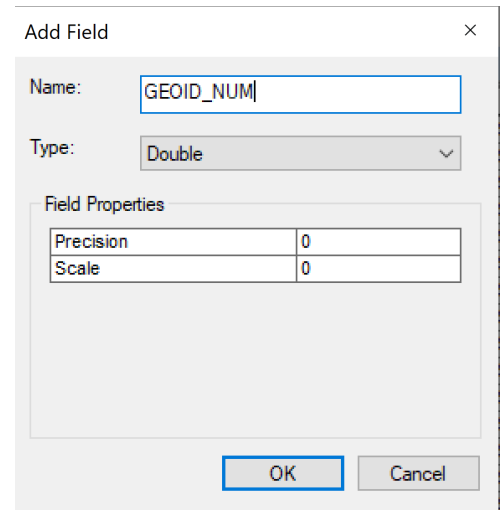 Add Field
Name: GEOID_NUM
Type: Double
Field Properties
Precision 0
Scale 0
OK Cancel